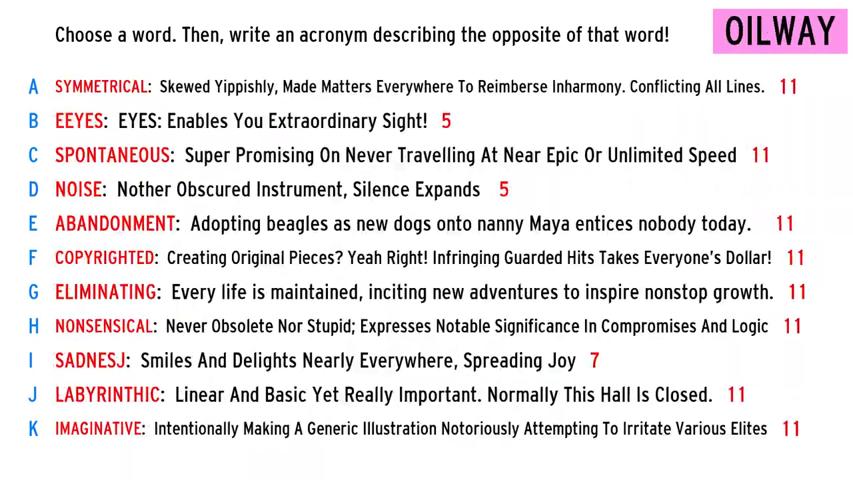 Choose a word. Then, write an acronym describing the opposite of that word!
OILWAY
A SYMMETRICAL: Skewed Yippishly, Made Matters Everywhere To Reimberse Inharmony. Conflicting All Lines. 11
B EEYES: EYES: Enables You Extraordinary Sight! 5
C SPONTANEOUS: Super Promising On Never Travelling At Near Epic Or Unlimited Speed 11
D NOISE: Nother Obscured Instrument, Silence Expands 5
E ABANDONMENT: Adopting beagles as new dogs onto nanny Maya entices nobody today. 11
F COPYRIGHTED: Creating Original Pieces? Yeah Right! Infringing Guarded Hits Takes Everyone's Dollar! 11
G ELIMINATING: Every life is maintained, inciting new adventures to inspire nonstop growth. 11
H NONSENSICAL: Never Obsolete Nor Stupid; Expresses Notable Significance In Compromises And Logic 11
I SADNESJ: Smiles And Delights Nearly Everywhere, Spreading Joy 7
J LABYRINTHIC: Linear And Basic Yet Really Important. Normally This Hall Is Closed. 11
K IMAGINATIVE: Intentionally Making A Generic Illustration Notoriously Attempting To Irritate Various Elites 11